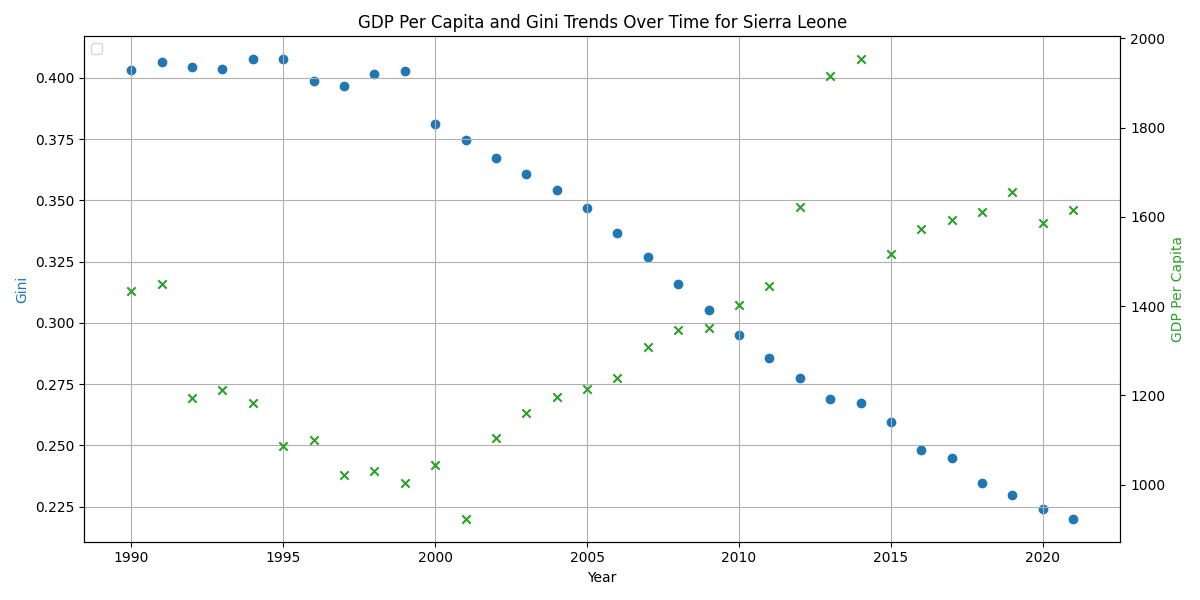 GDP Per Capita and Gini Trends Over Time for Sierra Leone
Gini
0.400
0.375
0.350
0.325
0.300
0.275
0.250
0.225
2000
1800
1600
1400
1200
1000
GDP Per Capita
1990 1995 2000 2005 2010 2015 2020
Year